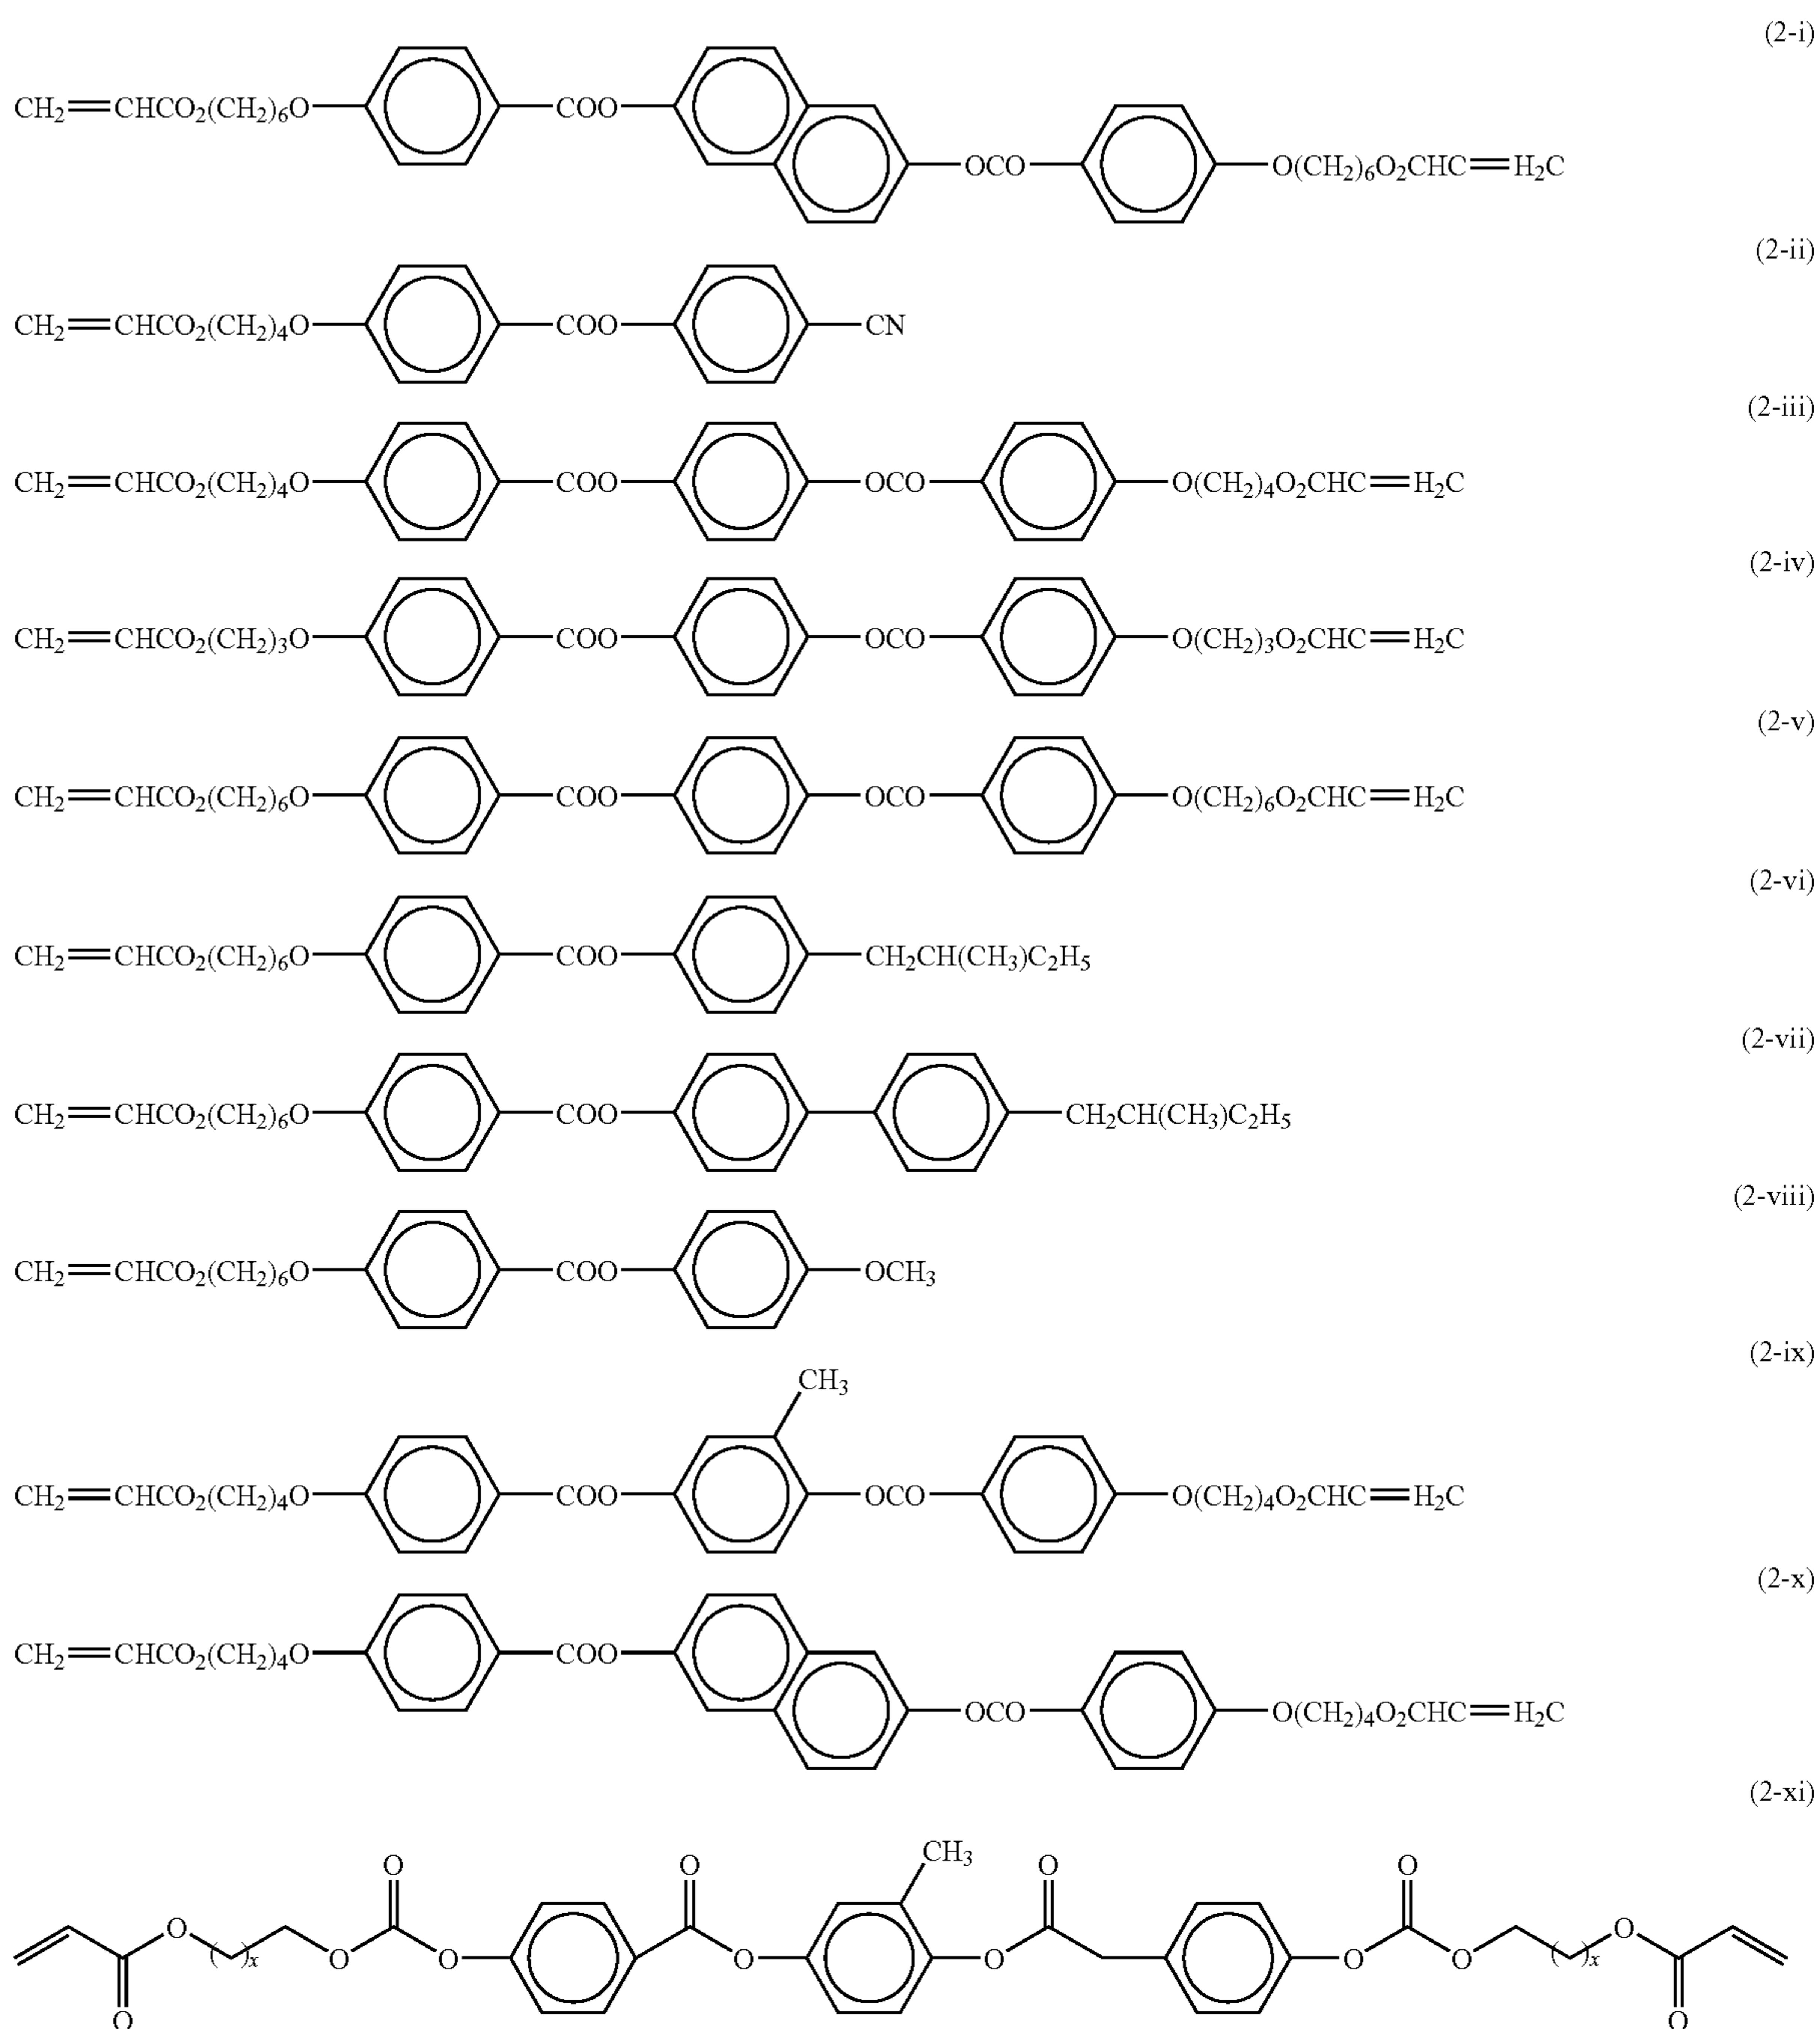 (2-i)
CH₂=CHCO₂(CH₂)₆O COO OCO O(CH₂)₆O₂CHC=H₂C
(2-ii)
CH₂=CHCO₂(CH₂)₄O COO CN
(2-iii)
CH₂=CHCO₂(CH₂)₄O COO OCO O(CH₂)₄O₂CHC=H₂C
(2-iv)
CH₂=CHCO₂(CH₂)₃O COO OCO O(CH₂)₃O₂CHC=H₂C
(2-v)
CH₂=CHCO₂(CH₂)₆O COO OCO O(CH₂)₆O₂CHC=H₂C
(2-vi)
CH₂=CHCO₂(CH₂)₆O COO CH₂CH(CH₃)C₂H₅
(2-vii)
CH₂=CHCO₂(CH₂)₆O COO CH₂CH(CH₃)C₂H₅
(2-viii)
CH₂=CHCO₂(CH₂)₆O COO OCH₃
(2-ix)
CH₃
CH₂=CHCO₂(CH₂)₄O COO OCO O(CH₂)₄O₂CHC=H₂C
(2-x)
CH₂=CHCO₂(CH₂)₄O COO OCO O(CH₂)₄O₂CHC=H₂C
(2-xi)
CH₃
O O O O
O O
( )x O O O O O O ( )x
O O